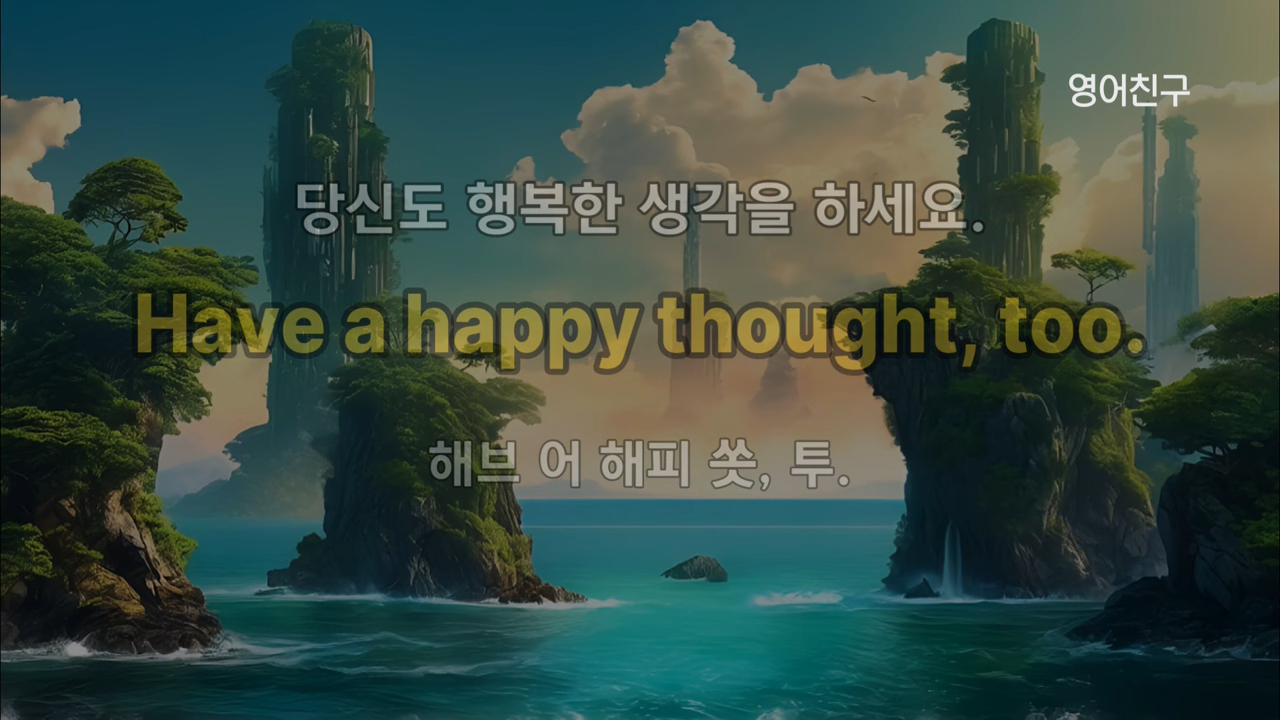 영어친구
당신도 행복한 생각을 하세요.
Have a happy thought, too.
해브 어 해피 쏫, 투.